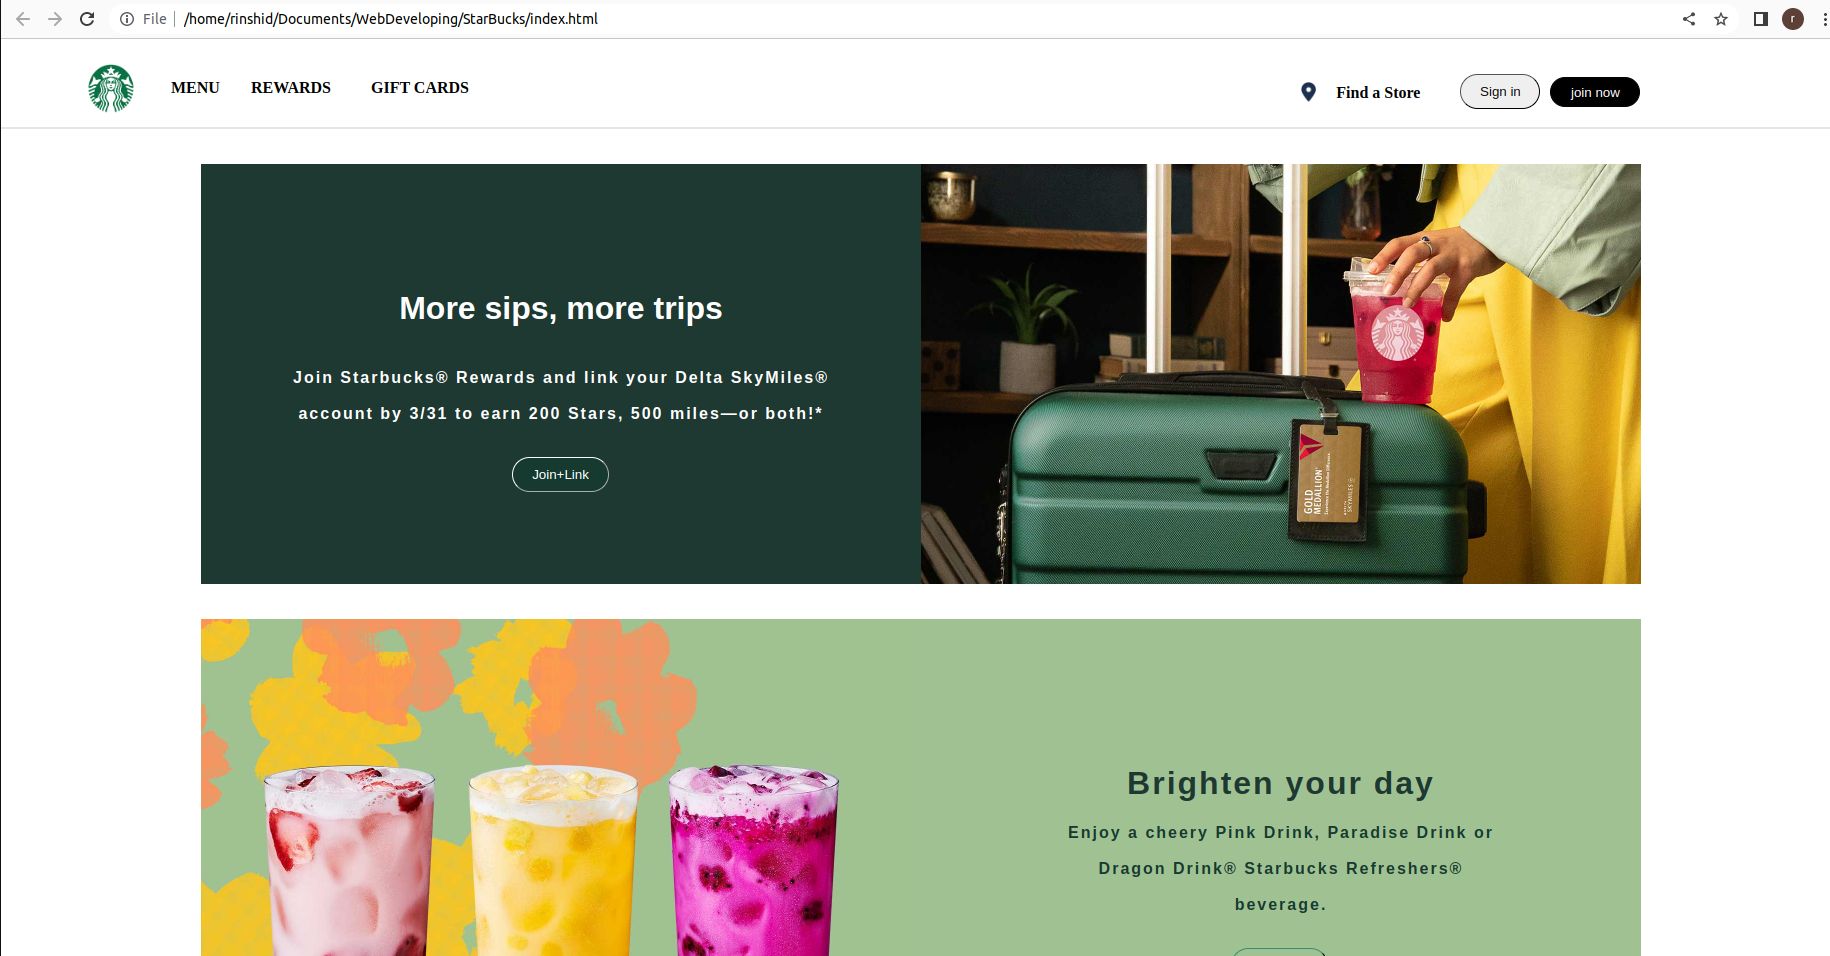 File
/home/rinshid/Documents/WebDeveloping/StarBucks/index.html
r
MENU REWARDS GIFT CARDS
Find a Store
Sign in
join now
More sips, more trips
Join Starbucks® Rewards and link your Delta SkyMiles®
account by 3/31 to earn 200 Stars, 500 miles—or both!*
Join+Link
GOLD
MEDALLION
SKYMILES
Brighten your day
Enjoy a cheery Pink Drink, Paradise Drink or
Dragon Drink® Starbucks Refreshers®
beverage.